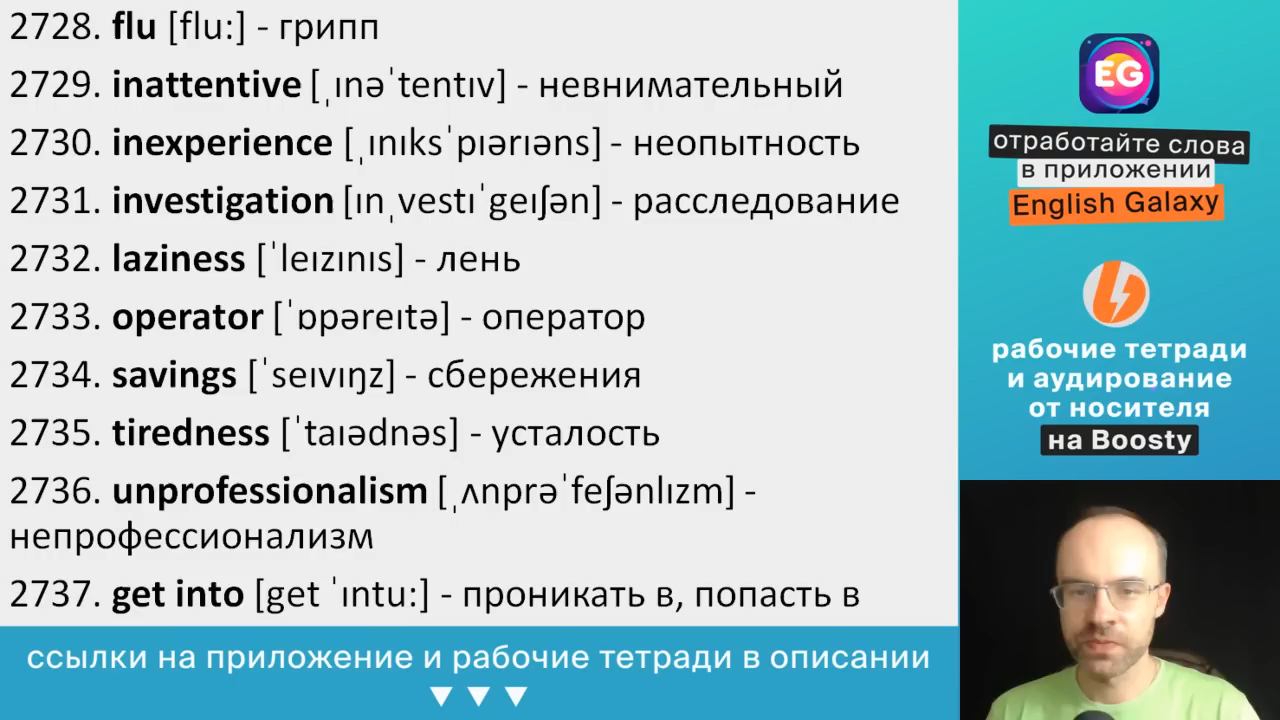 2728. flu [flu:] - грипп
2729. inattentive [ˌɪnəˈtentɪv] - невнимательный
2730. inexperience [ˌɪnɪksˈpɪərɪəns] - неопытность
2731. investigation [ɪnˌvestɪˈgeɪʃən] - расследование
2732. laziness [ˈleɪzɪnɪs] - лень
2733. operator [ˈɒpəreɪtə] - оператор
2734. savings [ˈseɪvɪŋz] - сбережения
2735. tiredness [ˈtaɪədnəs] - усталость
2736. unprofessionalism [ˌʌnprəˈfeʃənlɪzm] -
непрофессионализм
2737. get into [get ˈɪntu:] - проникать в, попасть в
ссылки на приложение и рабочие тетради в описании
EG
отработайте слова
в приложении
English Galaxy
рабочие тетради
и аудирование
от носителя
на Boosty